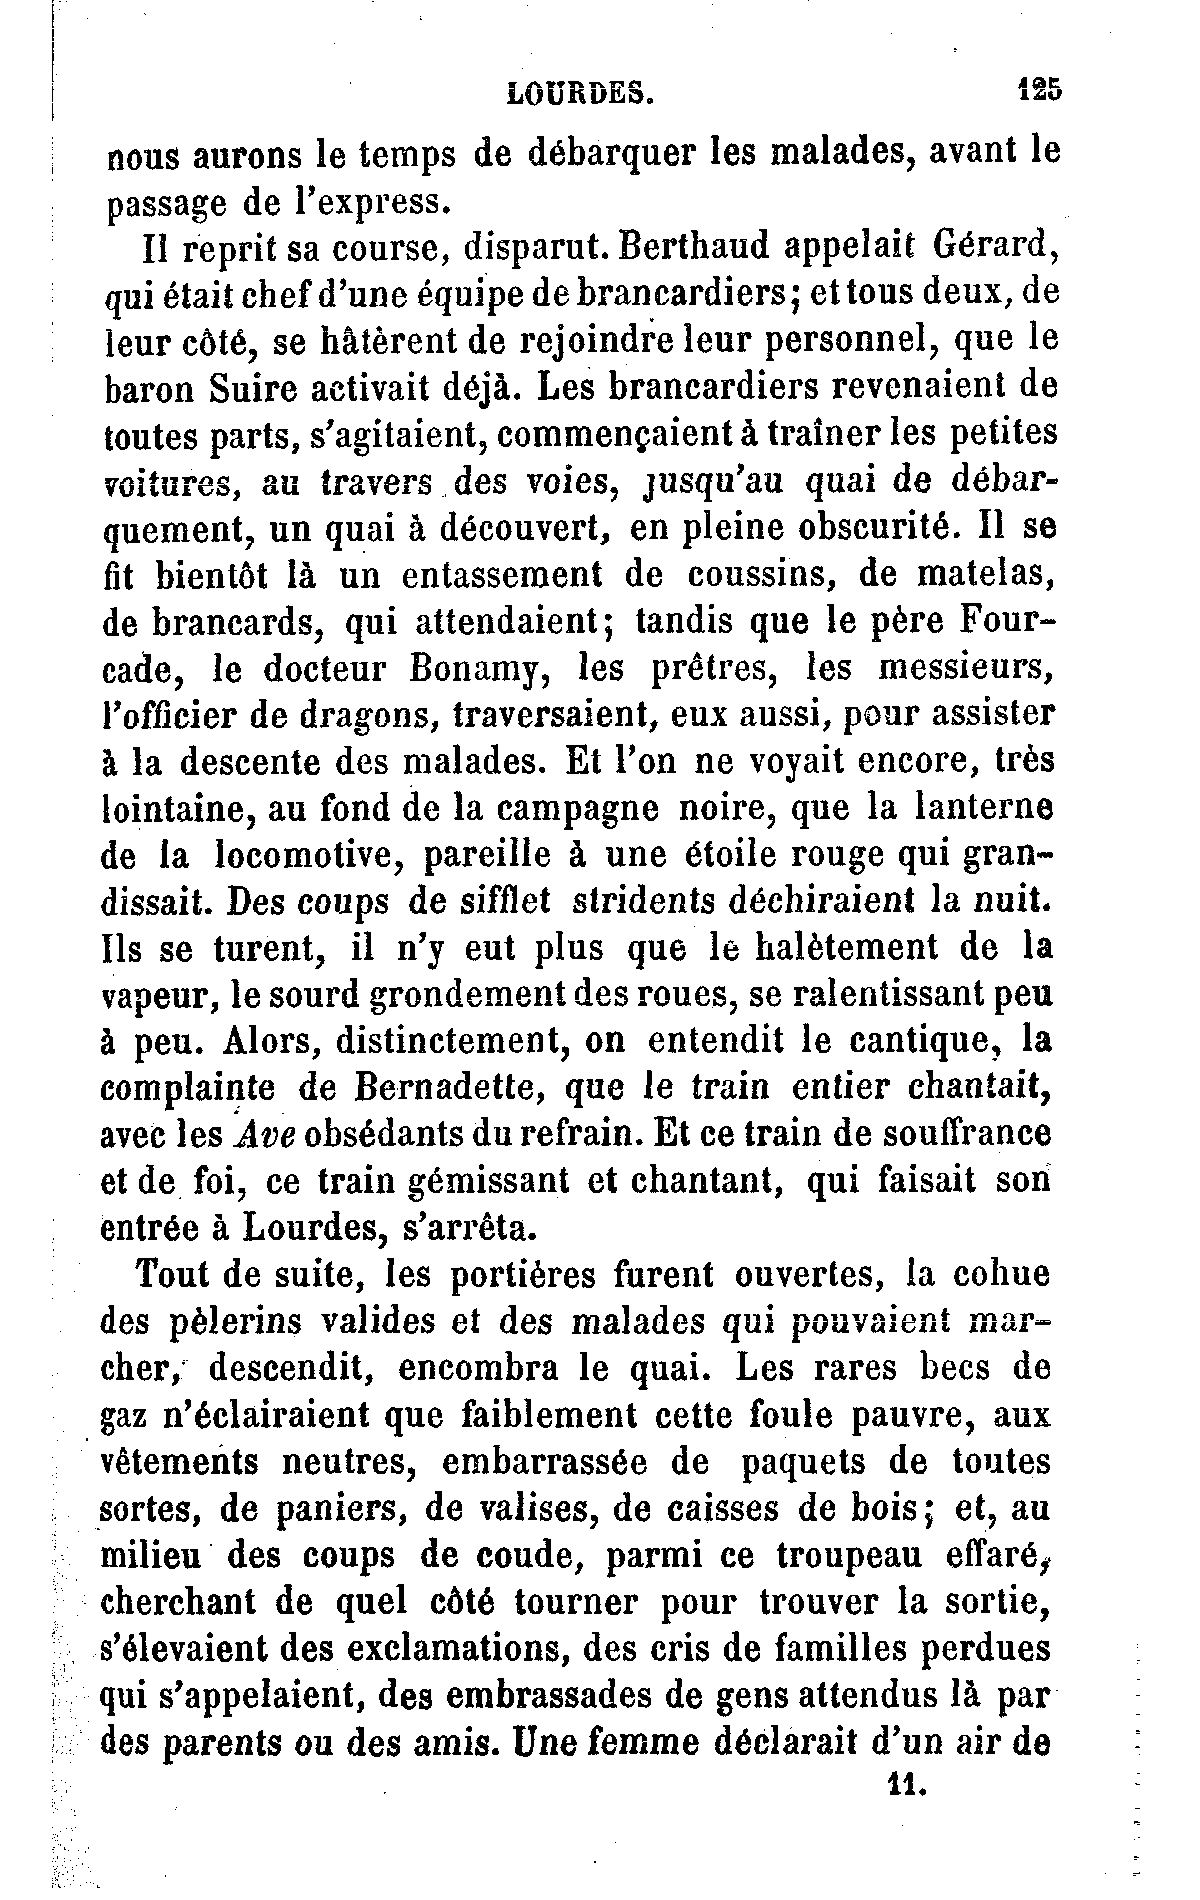 LOURDES. 125
nous aurons le temps de débarquer les malades, avant le
passage de l'express.
Il reprit sa course, disparut. Berthaud appelait Gérard,
qui était chef d'une équipe de brancardiers; et tous deux, de
leur côté, se hâtèrent de rejoindre leur personnel, que le
baron Suire activait déjà. Les brancardiers revenaient de
toutes parts, s'agitaient, commençaient à traîner les petites
voitures, au travers des voies, jusqu'au quai de débar-
quement, un quai à découvert, en pleine obscurité. Il se
fit bientôt là un entassement de coussins, de matelas,
de brancards, qui attendaient; tandis que le père Four-
cade, le docteur Bonamy, les prêtres, les messieurs,
l'officier de dragons, traversaient, eux aussi, pour assister
à la descente des malades. Et l'on ne voyait encore, très
lointaine, au fond de la campagne noire, que la lanterne
de la locomotive, pareille à une étoile rouge qui gran-
dissait. Des coups de sifflet stridents déchiraient la nuit.
Ils se turent, il n'y eut plus que le halètement de la
vapeur, le sourd grondement des roues, se ralentissant peu
à peu. Alors, distinctement, on entendit le cantique, la
complainte de Bernadette, que le train entier chantait,
avec les Ave obsédants du refrain. Et ce train de souffrance
et de foi, ce train gémissant et chantant, qui faisait son
entrée à Lourdes, s'arrêta.
Tout de suite, les portières furent ouvertes, la cohue
des pèlerins valides et des malades qui pouvaient mar-
cher, descendit, encombra le quai. Les rares becs de
gaz n'éclairaient que faiblement cette foule pauvre, aux
vêtements neutres, embarrassée de paquets de toutes
sortes, de paniers, de valises, de caisses de bois; et, au
milieu des coups de coude, parmi ce troupeau effaré,
cherchant de quel côté tourner pour trouver la sortie,
s'élevaient des exclamations, des cris de familles perdues
qui s'appelaient, des embrassades de gens attendus là par
des parents ou des amis. Une femme déclarait d'un air de
11.